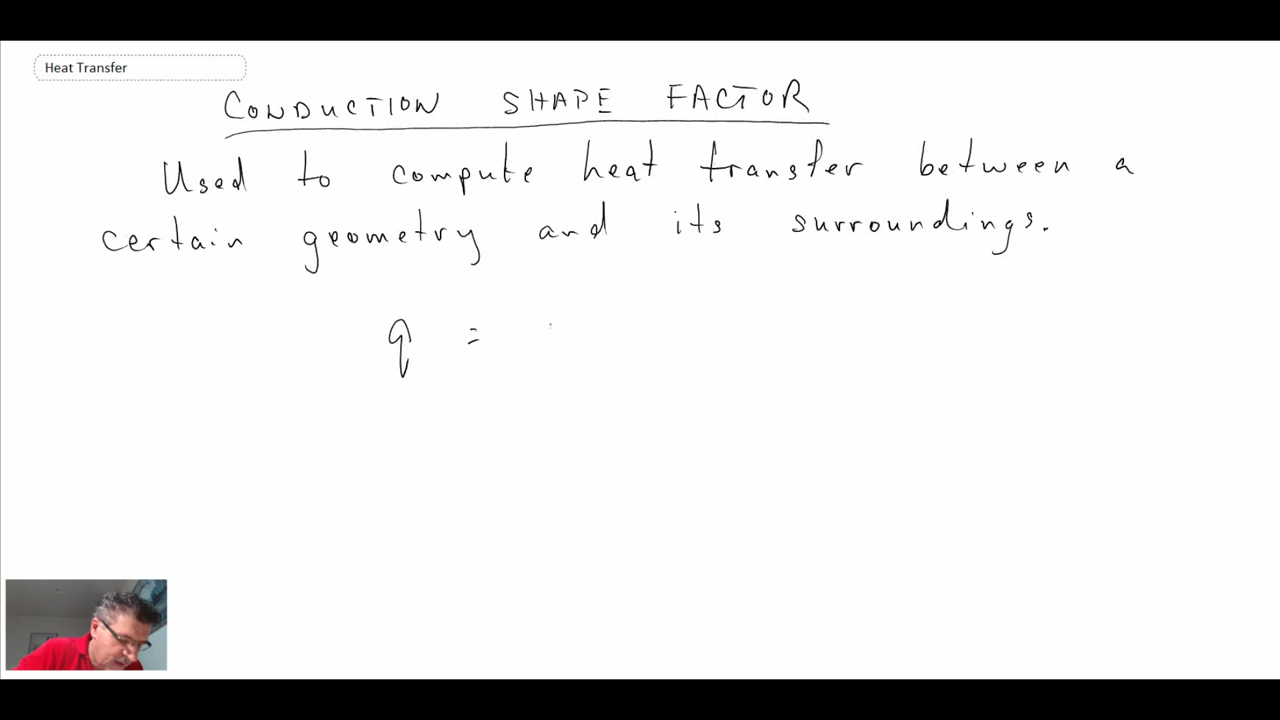 Heat Transfer
CONDUCTION SHAPE FACTOR
Used to compute heat transfer between a
certain geometry and its surroundings.
q =